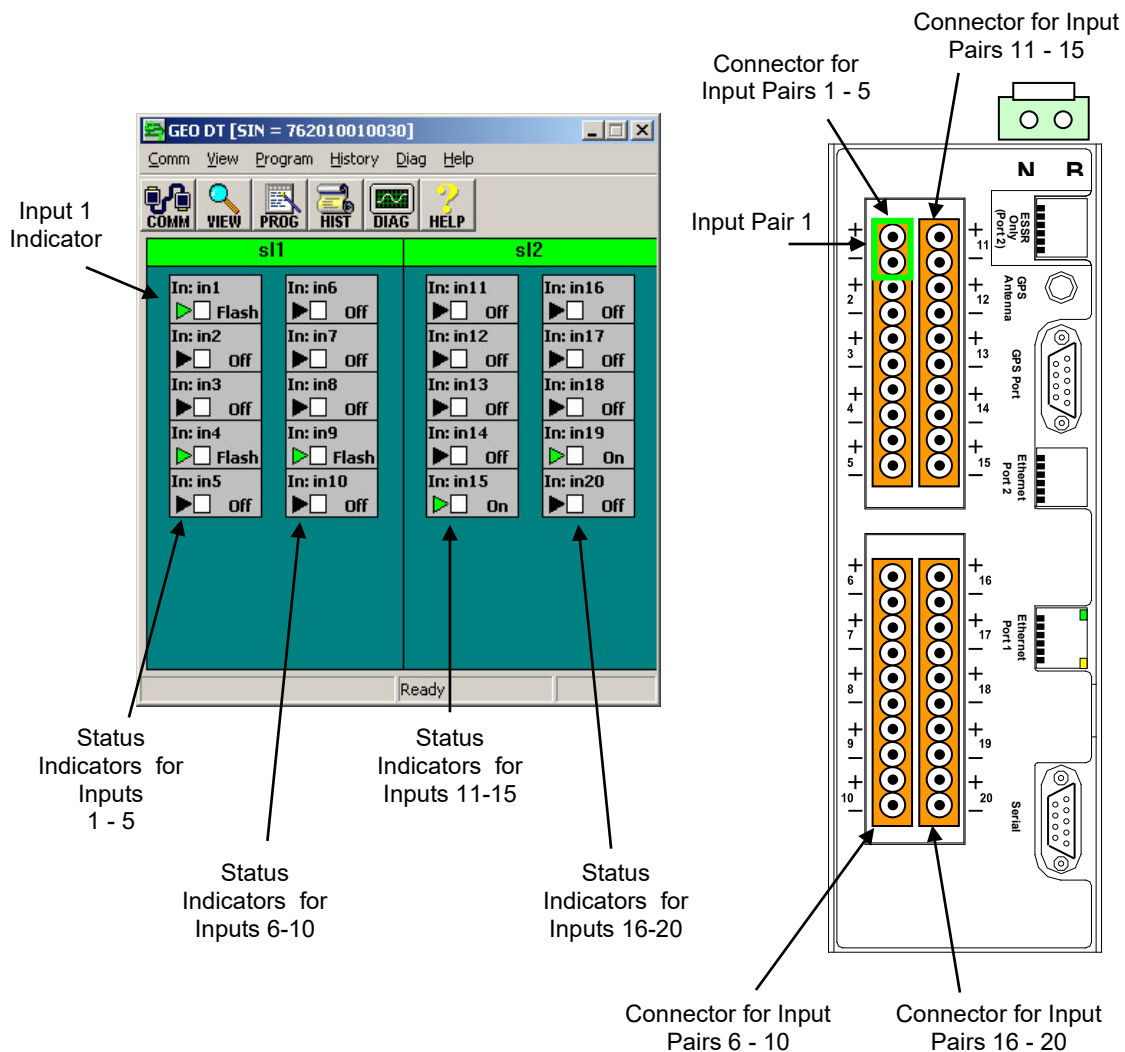 Connector for Input
Pairs 11 - 15
Connector for
Input Pairs 1 - 5
GEO DT [SIN = 762010010030]
Comm View Program History Diag Help
COMM VIEW PROG HIST DIAG HELP
Input 1
Indicator
sl1 sl2
In: in1
Flash
In: in2
Off
In: in3
Off
In: in4
Flash
In: in5
Off
In: in6
Off
In: in7
Off
In: in8
Off
In: in9
Flash
In: in10
Off
In: in11
Off
In: in12
Off
In: in13
Off
In: in14
Off
In: in15
On
In: in16
Off
In: in17
Off
In: in18
Off
In: in19
On
In: in20
Off
Ready
Status
Indicators for
Inputs
1 - 5
Status
Indicators for
Inputs 6-10
Status
Indicators for
Inputs 11-15
Status
Indicators for
Inputs 16-20
Input Pair 1
N B
+
–
+
2
–
+
3
–
+
4
–
+
5
–
+
11
–
+
12
–
+
13
–
+
14
–
+
15
–
ESSR
Only
(Port 2)
GPS
Antenna
GPS Port
Ethernet
Port 2
+
6
–
+
7
–
+
8
–
+
9
–
+
10
–
+
16
–
+
17
–
+
18
–
+
19
–
+
20
–
Ethernet
Port 1
Serial
Connector for Input
Pairs 6 - 10
Connector for Input
Pairs 16 - 20